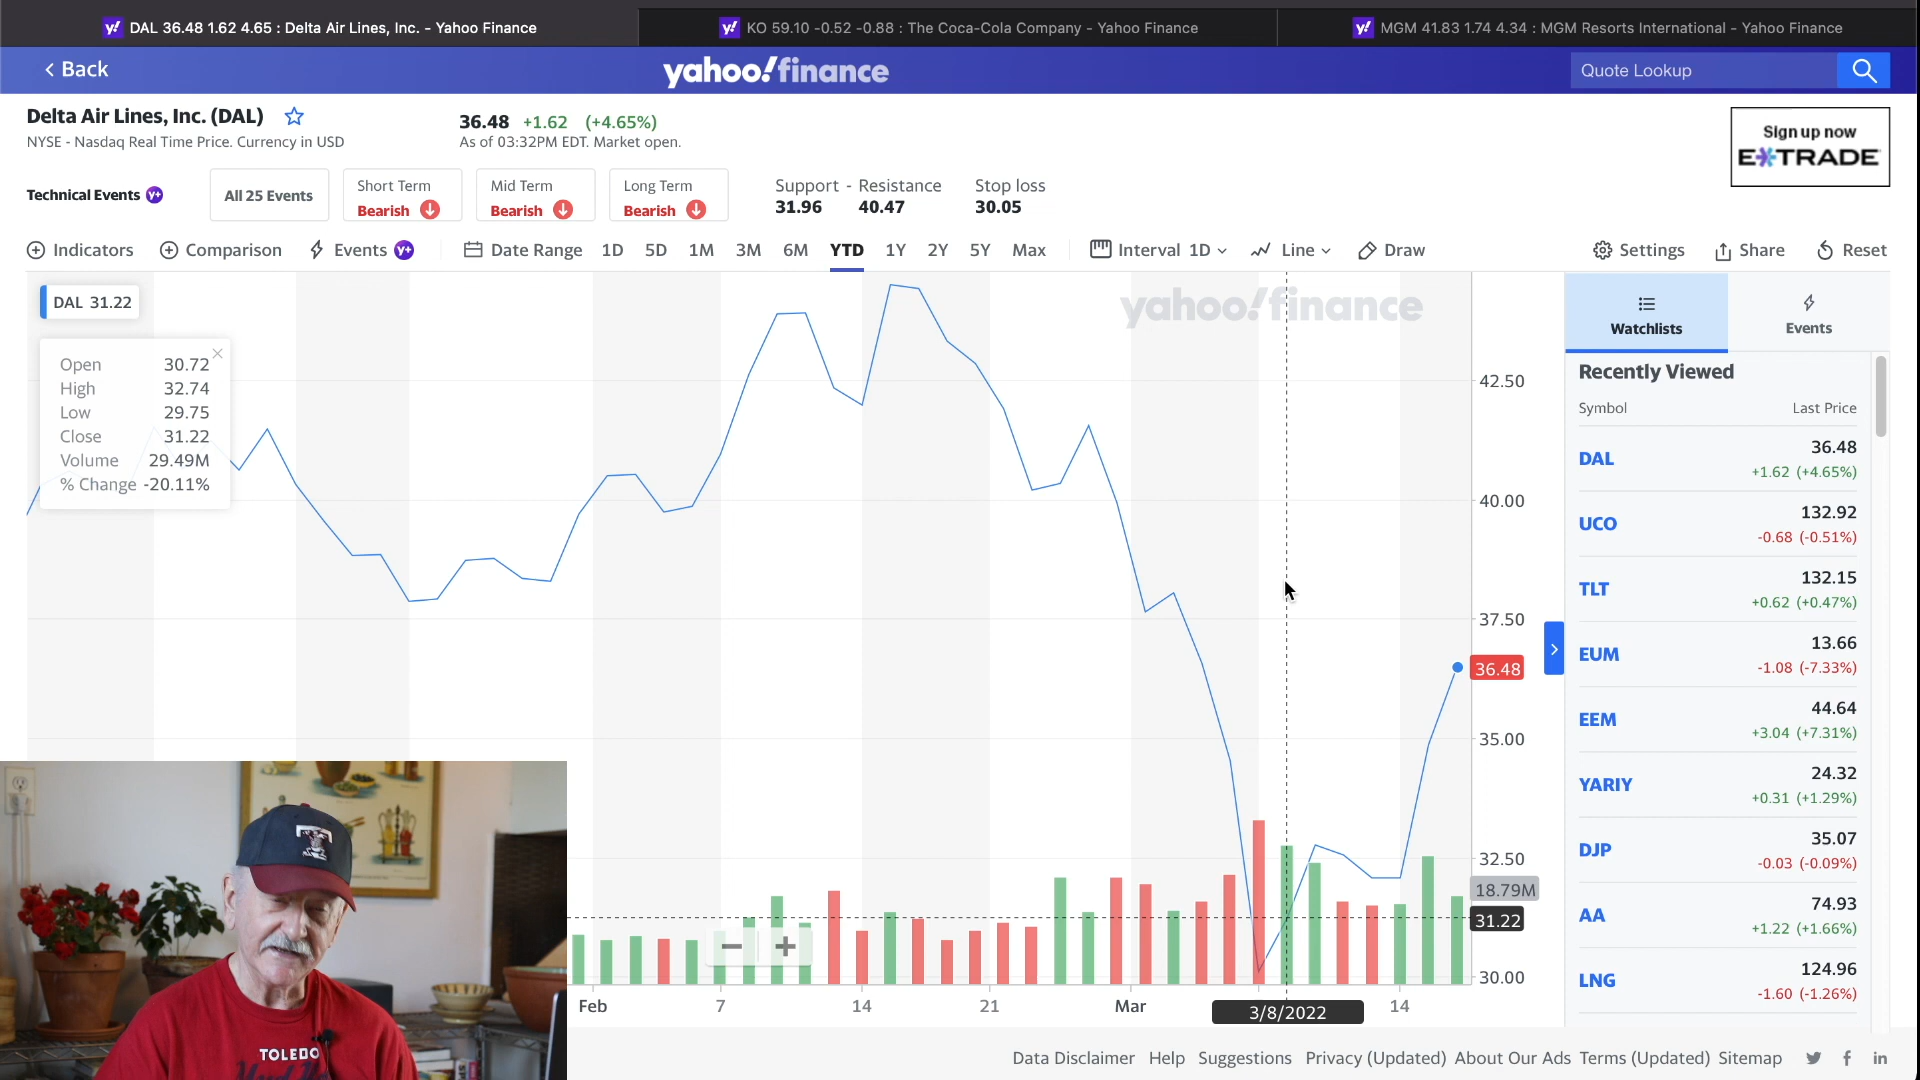 DAL 36.48 1.62 4.65 : Delta Air Lines, Inc. - Yahoo Finance
KO 59.10 -0.52 -0.88 : The Coca-Cola Company - Yahoo Finance
MGM 41.83 1.74 4.34 : MGM Resorts International - Yahoo Finance
Back
yahoo!finance
Quote Lookup
Delta Air Lines, Inc. (DAL)
NYSE - Nasdaq Real Time Price. Currency in USD
36.48 +1.62 (+4.65%)
As of 03:32PM EDT. Market open.
Sign up now
E*TRADE
Technical Events y+
All 25 Events
Short Term
Bearish
Mid Term
Bearish
Long Term
Bearish
Support - Resistance
31.96 40.47
Stop loss
30.05
Indicators Comparison Events y+ Date Range 1D 5D 1M 3M 6M YTD 1Y 2Y 5Y Max Interval 1D Line Draw Settings Share Reset
DAL 31.22
Open 30.72
High 32.74
Low 29.75
Close 31.22
Volume 29.49M
% Change -20.11%
yahoo!finance
42.50
40.00
37.50
36.48
35.00
32.50
18.79M
31.22
30.00
Feb 7 14 21 Mar 3/8/2022 14
Watchlists
Events
Recently Viewed
Symbol Last Price
DAL 36.48
+1.62 (+4.65%)
UCO 132.92
-0.68 (-0.51%)
TLT 132.15
+0.62 (+0.47%)
EUM 13.66
-1.08 (-7.33%)
EEM 44.64
+3.04 (+7.31%)
YARIY 24.32
+0.31 (+1.29%)
DJP 35.07
-0.03 (-0.09%)
AA 74.93
+1.22 (+1.66%)
LNG 124.96
-1.60 (-1.26%)
TOLEDO
Data Disclaimer Help Suggestions Privacy (Updated) About Our Ads Terms (Updated) Sitemap